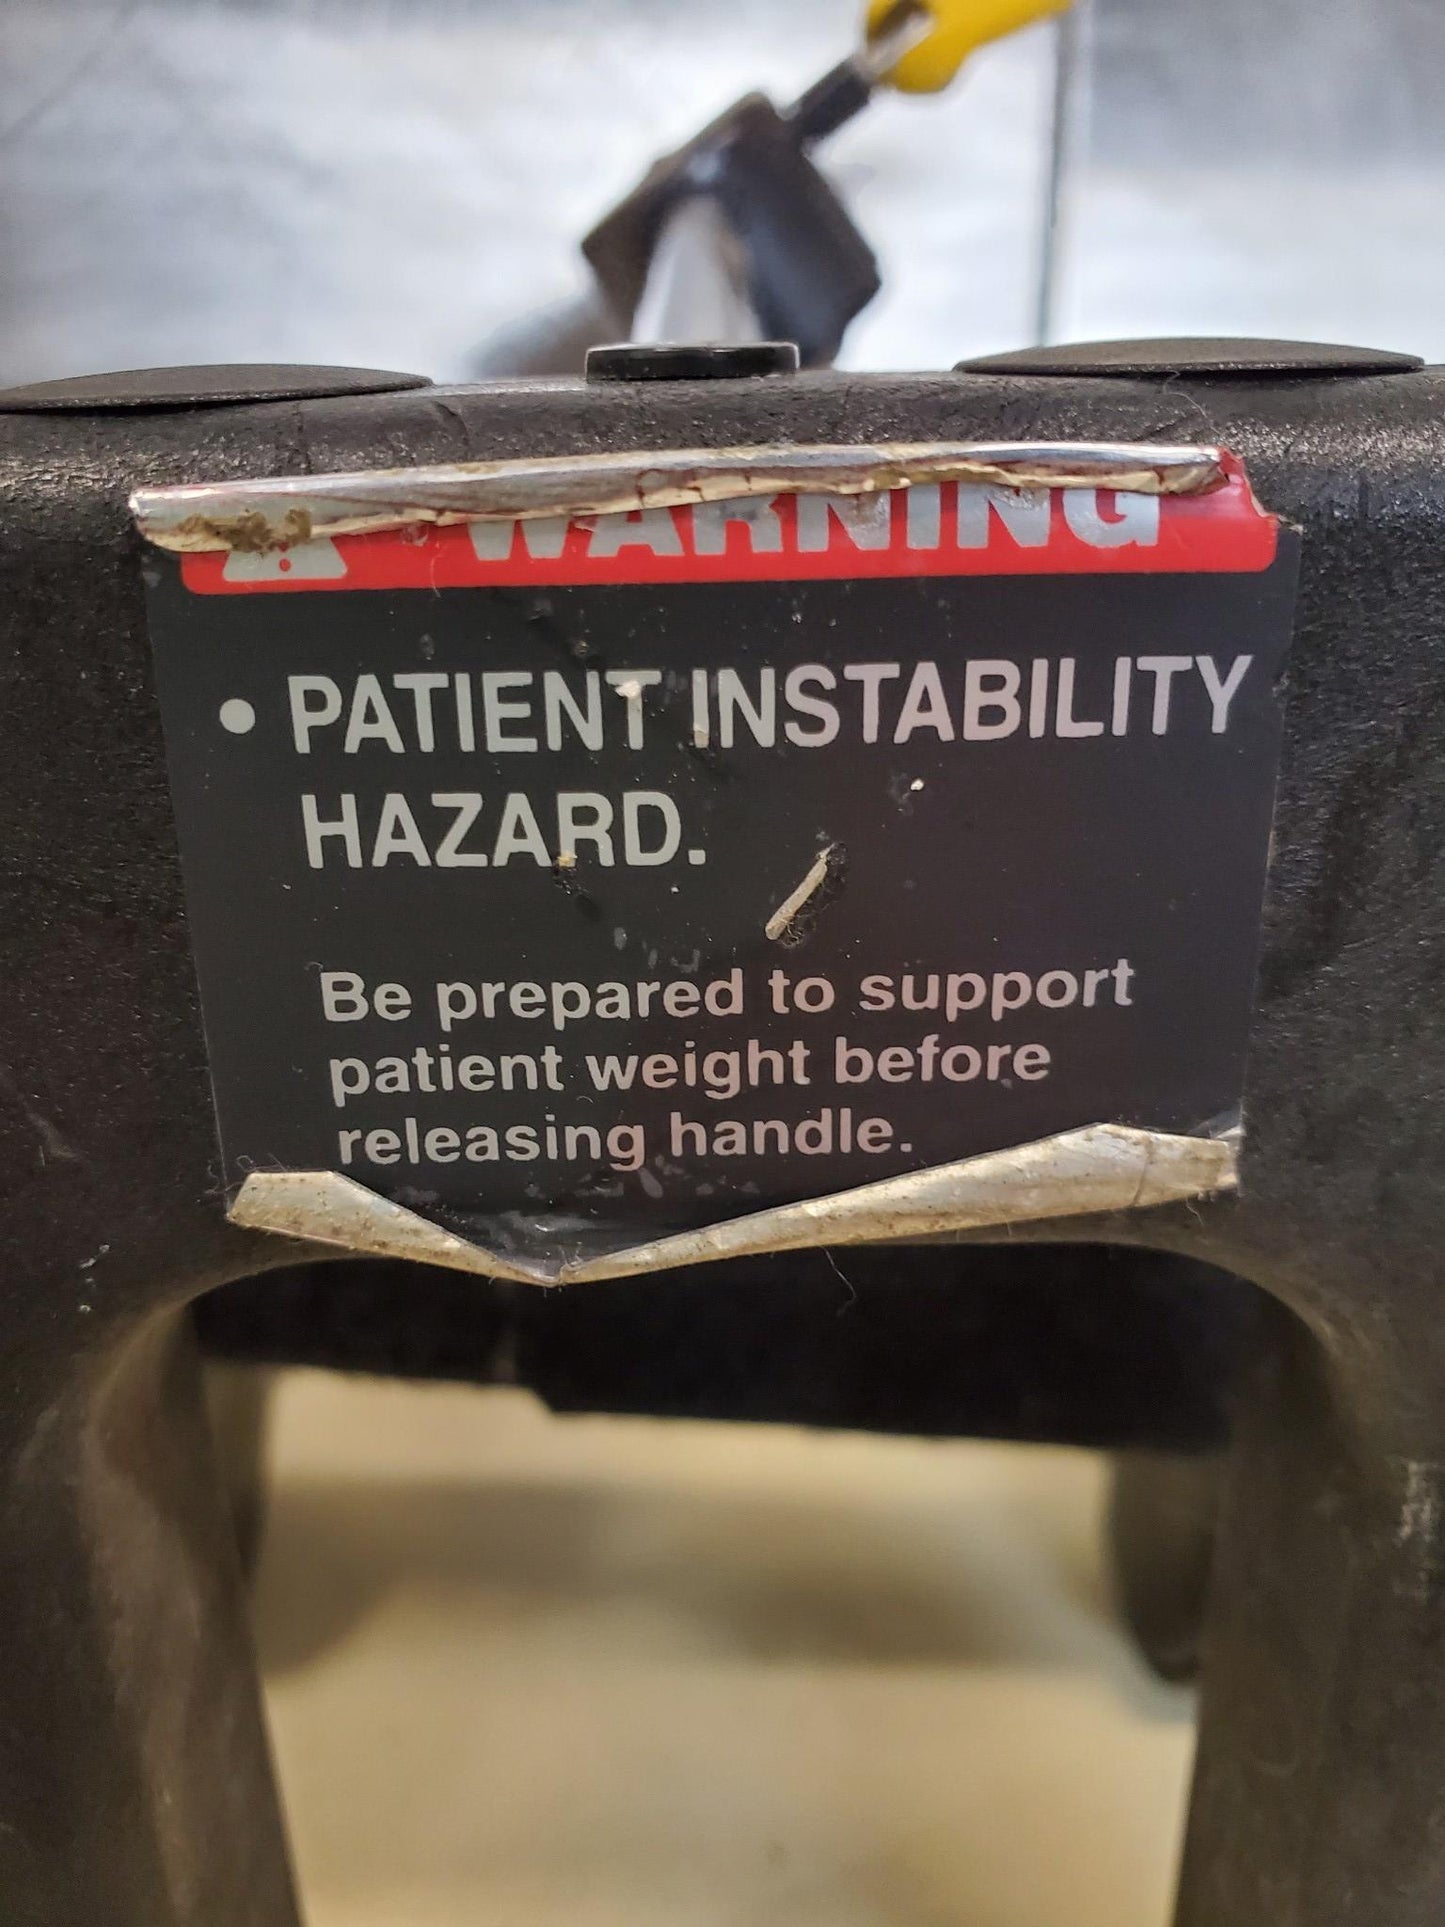 WARNING
• PATIENT INSTABILITY
HAZARD.
Be prepared to support
patient weight before
releasing handle.